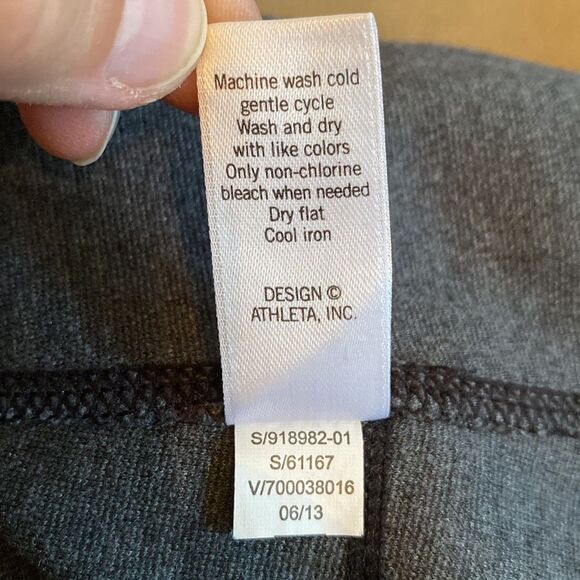 Machine wash cold
gentle cycle
Wash and dry
with like colors
Only non-chlorine
bleach when needed
Dry flat
Cool iron
DESIGN ©
ATHLETA, INC.
S/918982-01
S/61167
V/700038016
06/13